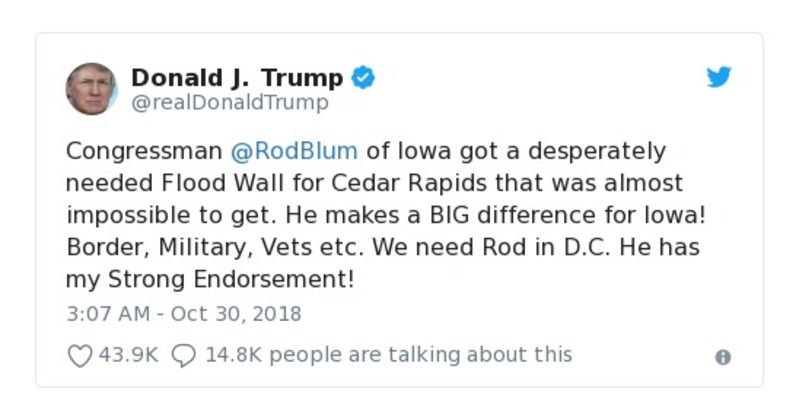 Donald J. Trump
@realDonaldTrump
Congressman @RodBlum of Iowa got a desperately
needed Flood Wall for Cedar Rapids that was almost
impossible to get. He makes a BIG difference for Iowa!
Border, Military, Vets etc. We need Rod in D.C. He has
my Strong Endorsement!
3:07 AM - Oct 30, 2018
43.9K 14.8K people are talking about this